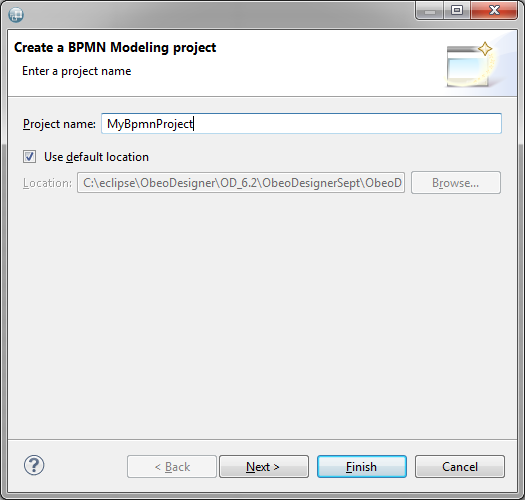 Create a BPMN Modeling project
Enter a project name
Project name: MyBpmnProject
Use default location
Location: C:\eclipse\ObeoDesigner\OD_6.2\ObeoDesignerSept\ObeoD Browse...
< Back Next > Finish Cancel